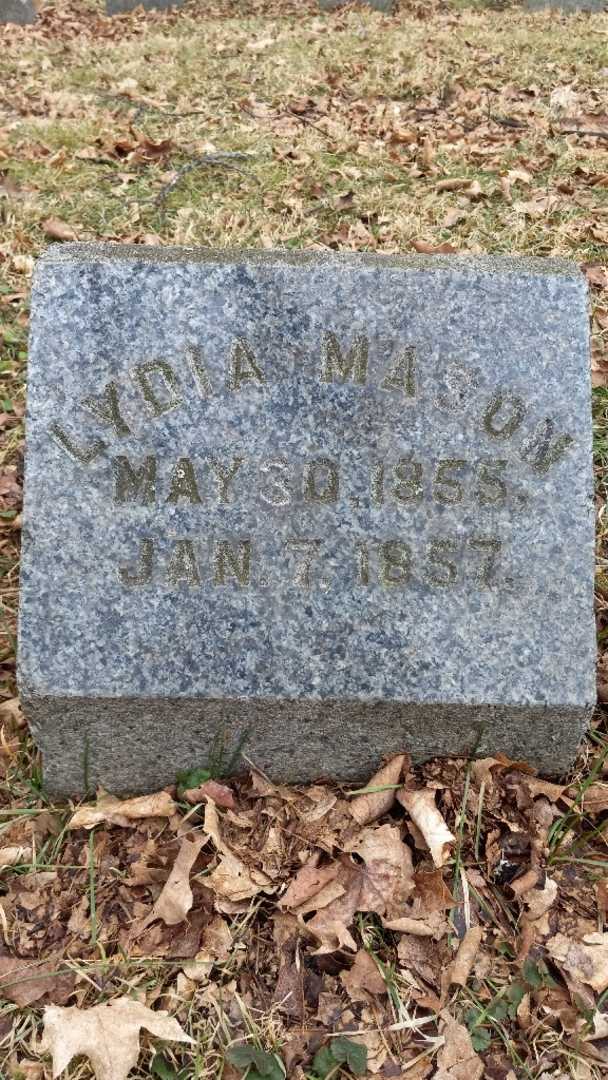 LYDIA MASON
MAY 30, 1855.
JAN. 7, 1857.